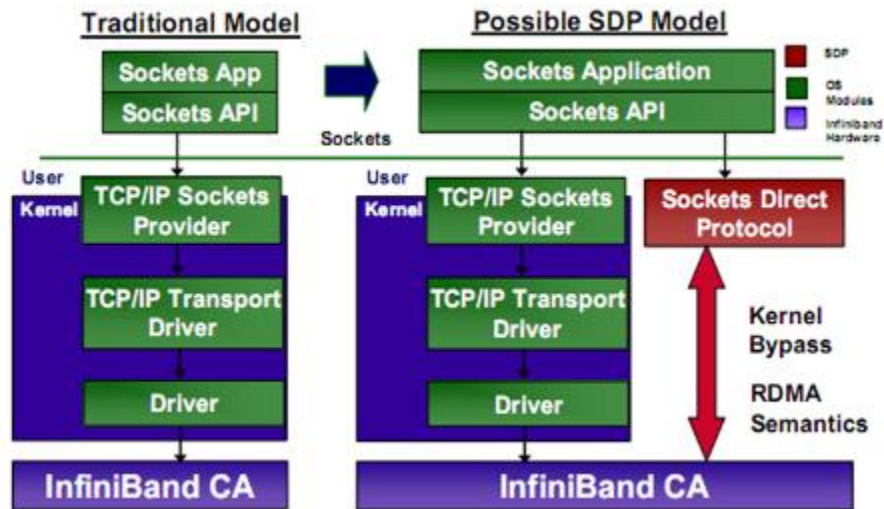 Traditional Model
Possible SDP Model
Sockets App
Sockets API
Sockets Application
Sockets API
SDP
OS
Modules
Infiniband
Hardware
Sockets
User
Kernel
TCP/IP Sockets
Provider
TCP/IP Transport
Driver
Driver
InfiniBand CA
User
Kernel
TCP/IP Sockets
Provider
TCP/IP Transport
Driver
Driver
Sockets Direct
Protocol
Kernel
Bypass
RDMA
Semantics
InfiniBand CA